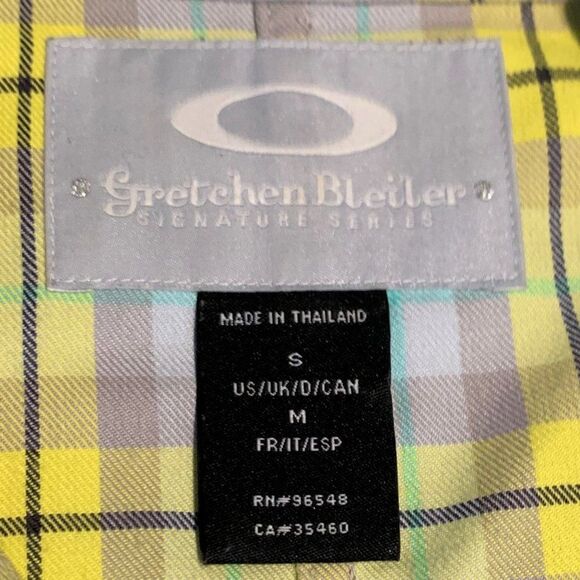 Gretchen Bleiler
SIGNATURE SERIES
MADE IN THAILAND
S
US/UK/D/CAN
M
FR/IT/ESP
RN#96548
CA#35460